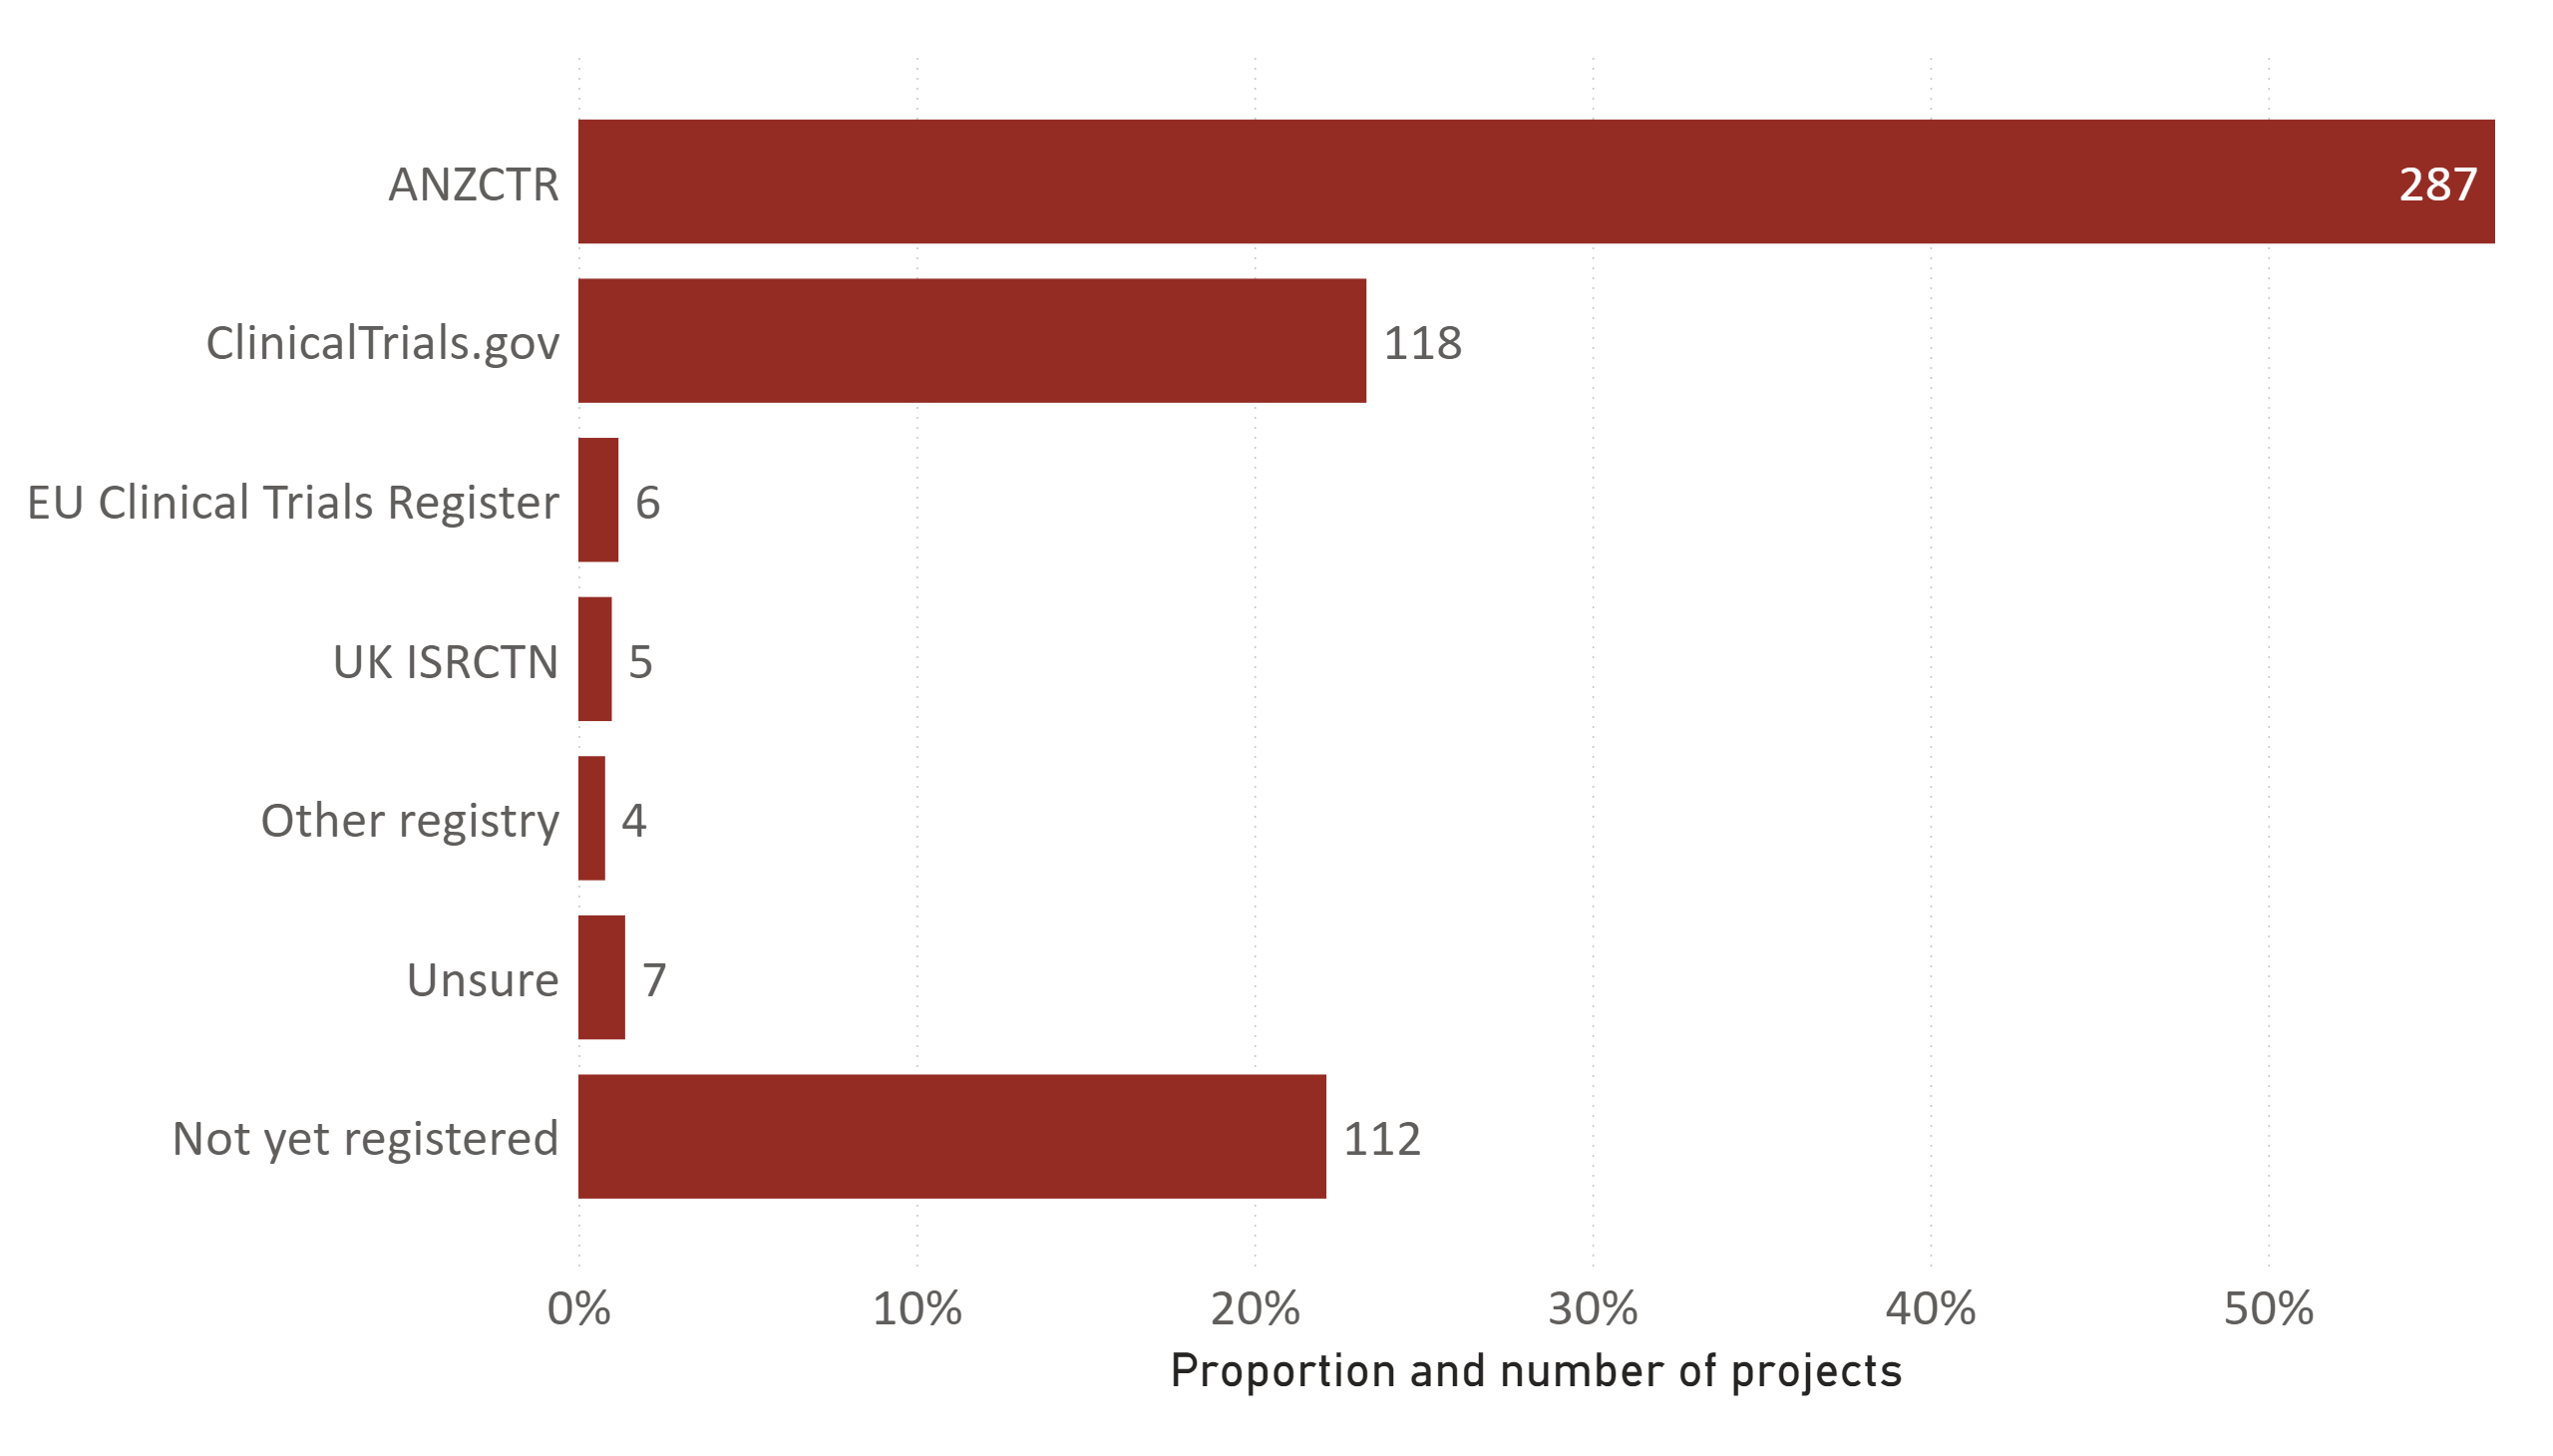 ANZCTR 287
ClinicalTrials.gov 118
EU Clinical Trials Register 6
UK ISRCTN 5
Other registry 4
Unsure 7
Not yet registered 112
0% 10% 20% 30% 40% 50%
Proportion and number of projects